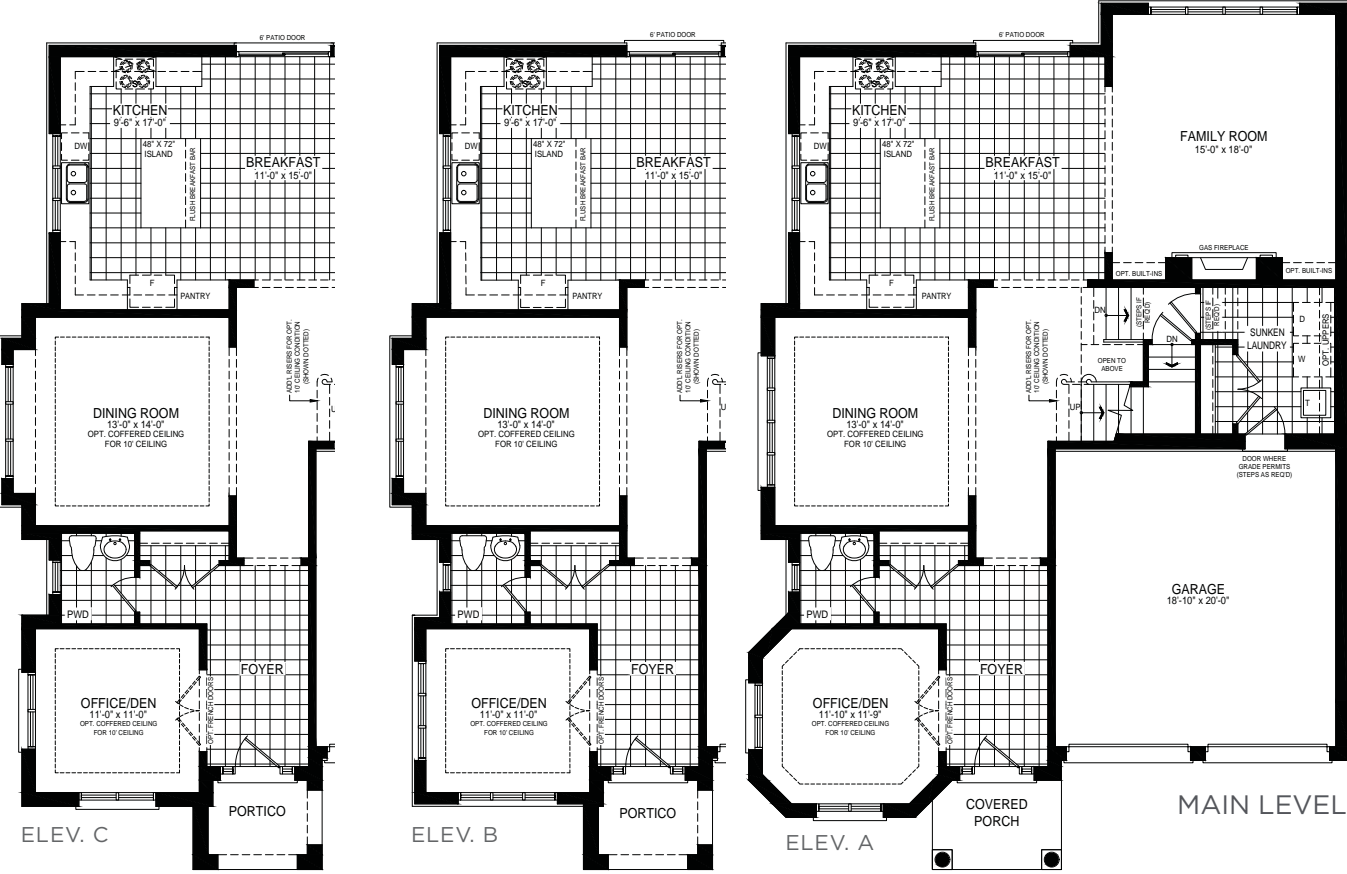 6' PATIO DOOR
KITCHEN
9'-6" x 17'-0"
DW
48" X 72"
ISLAND
FLUSH BREAKFAST BAR
BREAKFAST
11'-0" x 15'-0"
F
PANTRY
ADD'L RISERS FOR OPT.
10' CEILING CONDITION
(SHOWN DOTTED)
DINING ROOM
13'-0" x 14'-0"
OPT. COFFERED CEILING
FOR 10' CEILING
PWD
FOYER
OFFICE/DEN
11'-0" x 11'-0"
OPT. COFFERED CEILING
FOR 10' CEILING
OPT. FRENCH DOORS
PORTICO
ELEV. C
6' PATIO DOOR
KITCHEN
9'-6" x 17'-0"
DW
48" X 72"
ISLAND
FLUSH BREAKFAST BAR
BREAKFAST
11'-0" x 15'-0"
F
PANTRY
ADD'L RISERS FOR OPT.
10' CEILING CONDITION
(SHOWN DOTTED)
DINING ROOM
13'-0" x 14'-0"
OPT. COFFERED CEILING
FOR 10' CEILING
PWD
FOYER
OFFICE/DEN
11'-0" x 11'-0"
OPT. COFFERED CEILING
FOR 10' CEILING
OPT. FRENCH DOORS
PORTICO
ELEV. B
6' PATIO DOOR
KITCHEN
9'-6" x 17'-0"
DW
48" X 72"
ISLAND
FLUSH BREAKFAST BAR
BREAKFAST
11'-0" x 15'-0"
FAMILY ROOM
15'-0" x 18'-0"
GAS FIREPLACE
OPT. BUILT-INS
OPT. BUILT-INS
F
PANTRY
DN
(STEPS IF
REQ'D)
(STEPS IF
REQ'D)
DN
SUNKEN
LAUNDRY
D
W
OPT. UPPERS
T
OPEN TO
ABOVE
UP
ADD'L RISERS FOR OPT.
10' CEILING CONDITION
(SHOWN DOTTED)
DINING ROOM
13'-0" x 14'-0"
OPT. COFFERED CEILING
FOR 10' CEILING
DOOR WHERE
GRADE PERMITS
(STEPS AS REQ'D)
GARAGE
18'-10" x 20'-0"
PWD
FOYER
OFFICE/DEN
11'-10" x 11'-9"
OPT. COFFERED CEILING
FOR 10' CEILING
OPT. FRENCH DOORS
COVERED
PORCH
ELEV. A
MAIN LEVEL